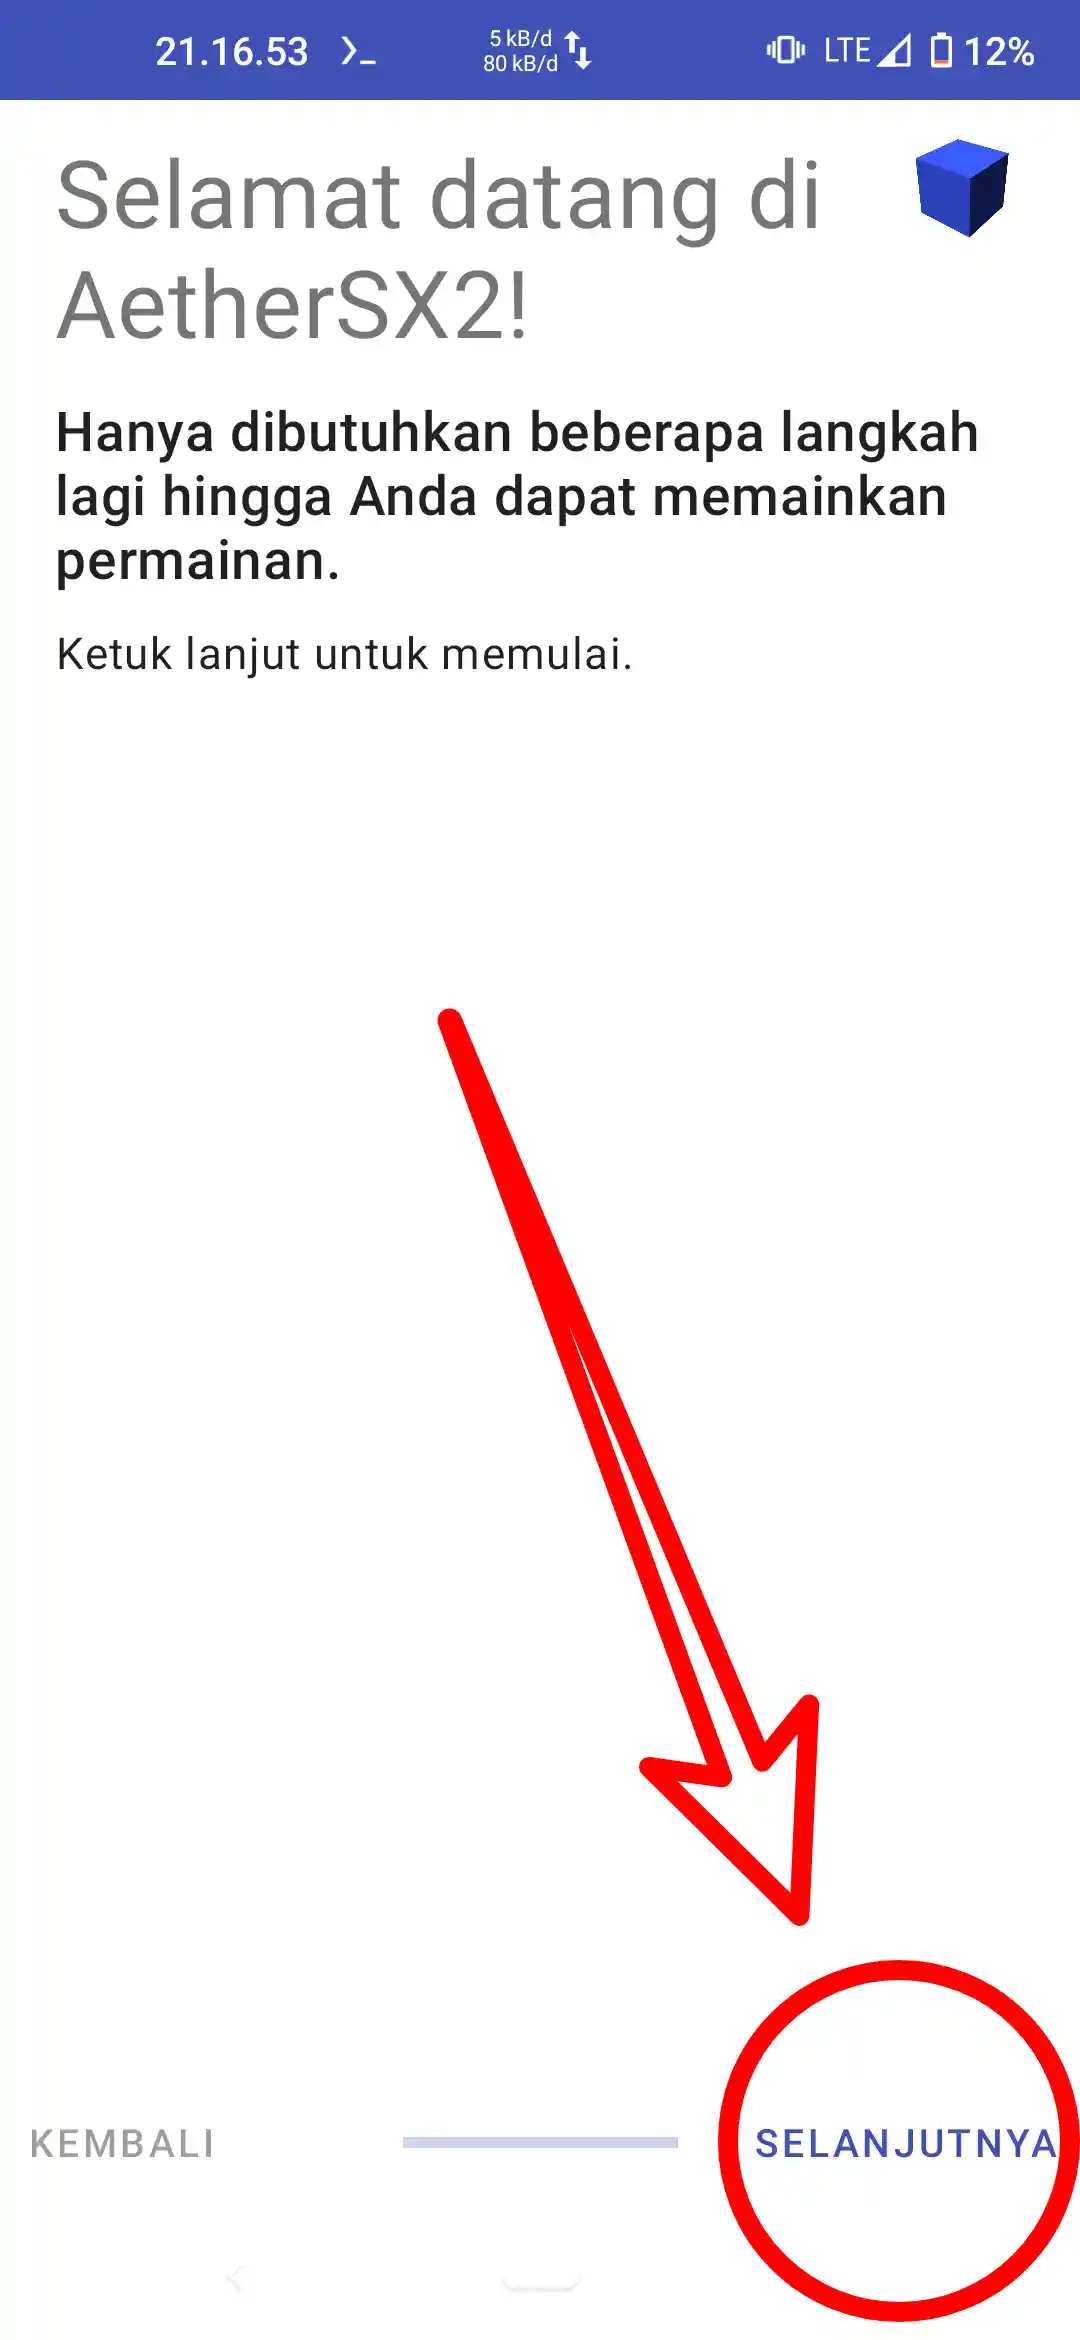 21.16.53 >_ 5 kB/d LTE 12%
80 kB/d
Selamat datang di
AetherSX2!
Hanya dibutuhkan beberapa langkah
lagi hingga Anda dapat memainkan
permainan.
Ketuk lanjut untuk memulai.
KEMBALI SELANJUTNYA